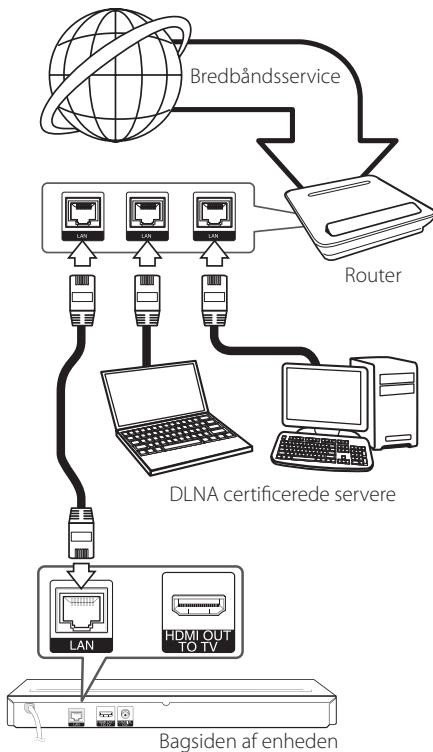 Bredbåndsservice
LAN
LAN
LAN
Router
DLNA certificerede servere
LAN
HDMI OUT
TO TV
Bagsiden af enheden